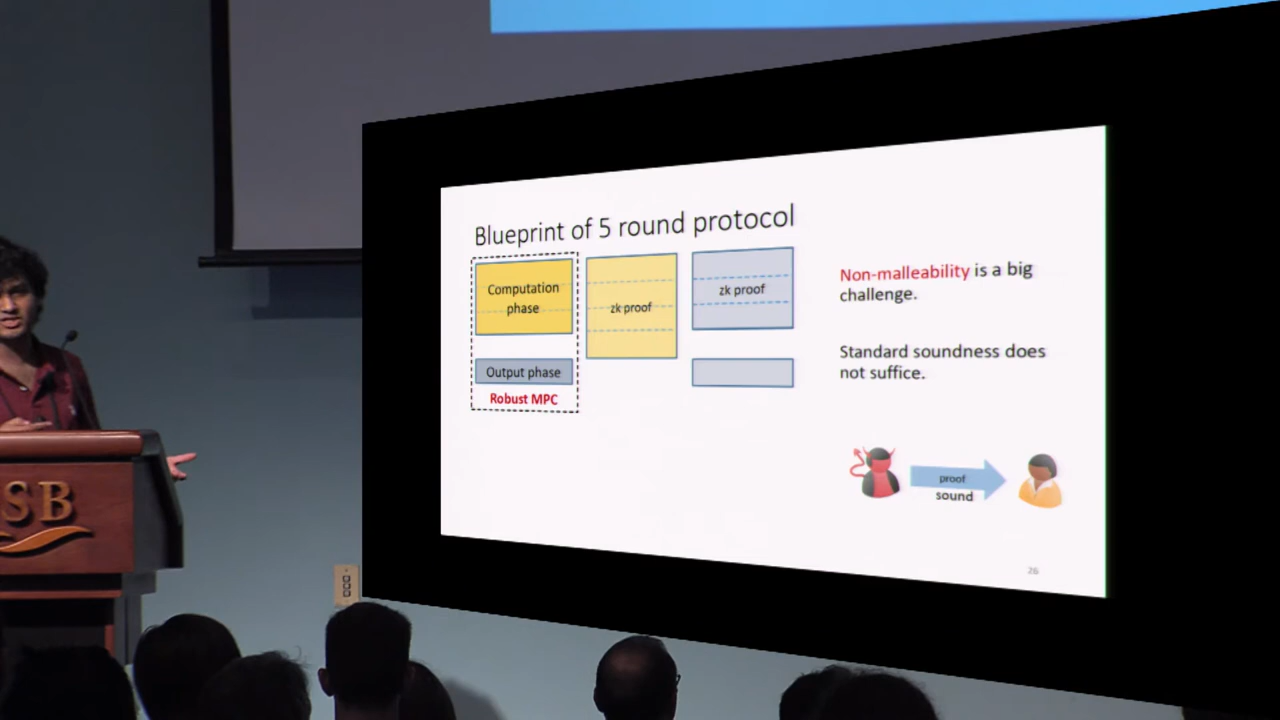 Blueprint of 5 round protocol
Computation
phase
zk proof
zk proof
Output phase
Robust MPC
Non-malleability is a big
challenge.
Standard soundness does
not suffice.
proof
sound
26
SB